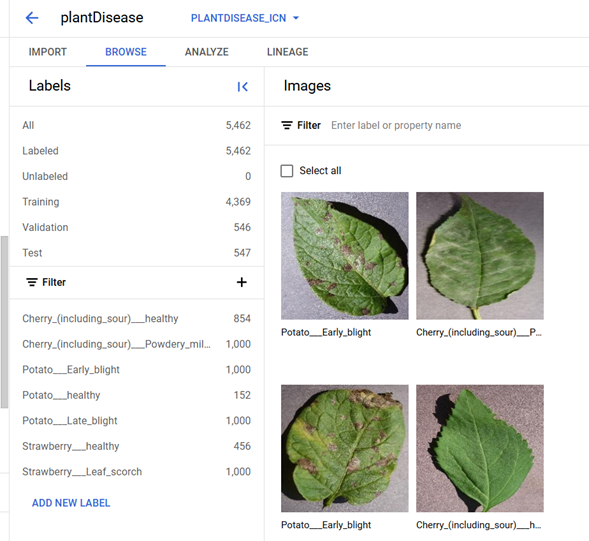 plantDisease PLANTDISEASE_ICN
IMPORT BROWSE ANALYZE LINEAGE
Labels
All 5,462
Labeled 5,462
Unlabeled 0
Training 4,369
Validation 546
Test 547
Filter
Cherry_(including_sour)___healthy 854
Cherry_(including_sour)___Powdery_mil... 1,000
Potato___Early_blight 1,000
Potato___healthy 152
Potato___Late_blight 1,000
Strawberry___healthy 456
Strawberry___Leaf_scorch 1,000
ADD NEW LABEL
Images
Filter Enter label or property name
Select all
Potato___Early_blight Cherry_(including_sour)___P...
Potato___Early_blight Cherry_(including_sour)___h...